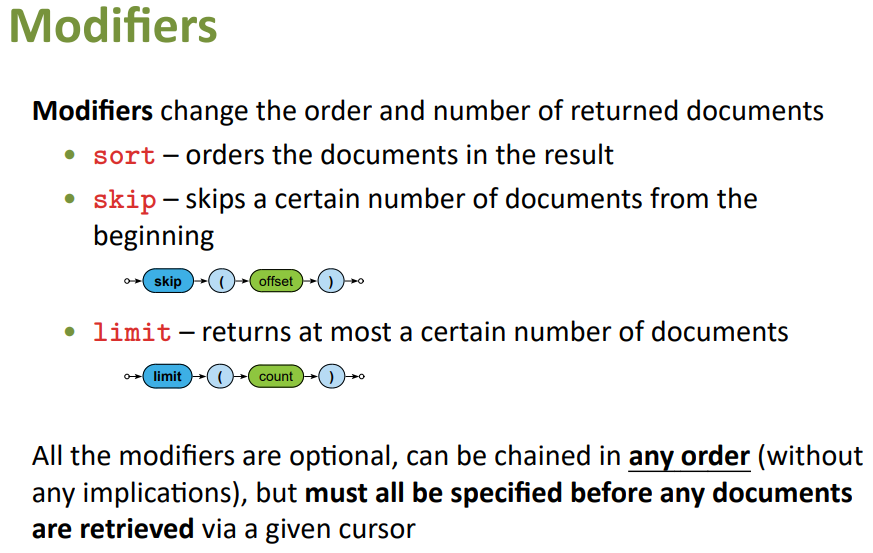 Modifiers
Modifiers change the order and number of returned documents
• sort – orders the documents in the result
• skip – skips a certain number of documents from the
beginning
skip ( offset )
• limit – returns at most a certain number of documents
limit ( count )
All the modifiers are optional, can be chained in any order (without
any implications), but must all be specified before any documents
are retrieved via a given cursor